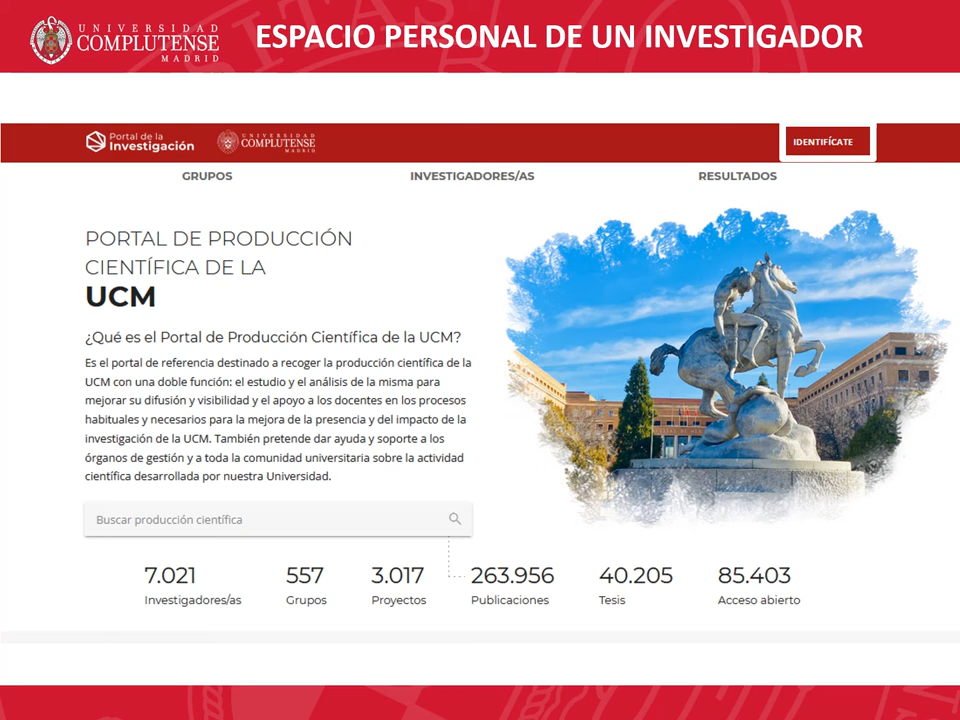 UNIVERSIDAD
COMPLUTENSE
MADRID
ESPACIO PERSONAL DE UN INVESTIGADOR
Portal de la
Investigación
UNIVERSIDAD
COMPLUTENSE
MADRID
IDENTIFÍCATE
GRUPOS
INVESTIGADORES/AS
RESULTADOS
PORTAL DE PRODUCCIÓN
CIENTÍFICA DE LA
UCM
¿Qué es el Portal de Producción Científica de la UCM?
Es el portal de referencia destinado a recoger la producción científica de la
UCM con una doble función: el estudio y el análisis de la misma para
mejorar su difusión y visibilidad y el apoyo a los docentes en los procesos
habituales y necesarios para la mejora de la presencia y del impacto de la
investigación de la UCM. También pretende dar ayuda y soporte a los
órganos de gestión y a toda la comunidad universitaria sobre la actividad
científica desarrollada por nuestra Universidad.
Buscar producción científica
7.021
Investigadores/as
557
Grupos
3.017
Proyectos
263.956
Publicaciones
40.205
Tesis
85.403
Acceso abierto